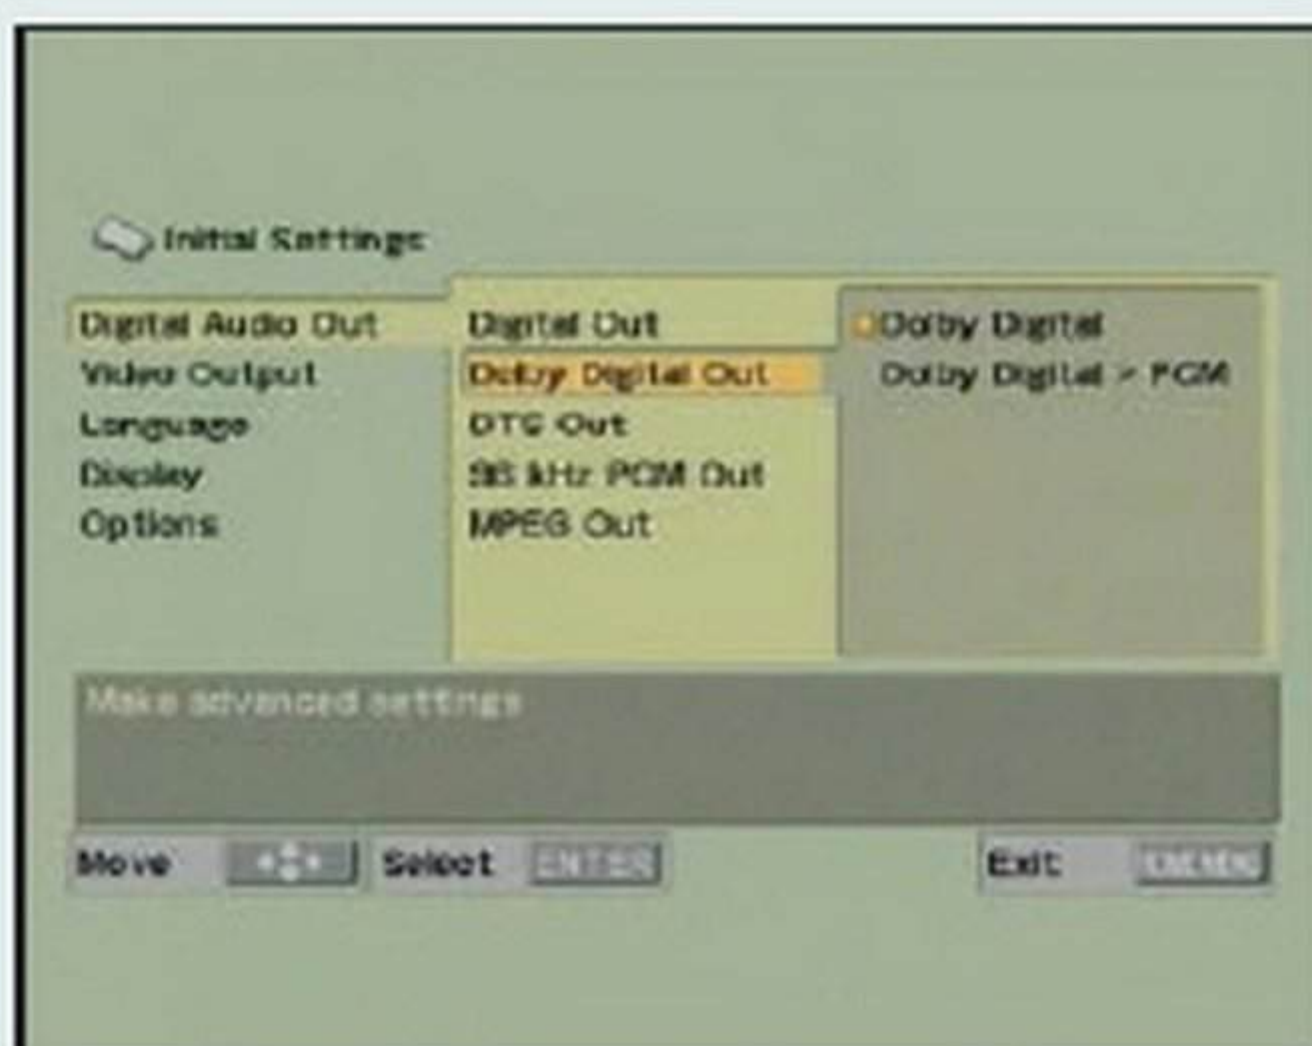 Initial Settings
Digital Audio Out
Video Output
Language
Display
Options
Digital Out
Dolby Digital Out
DTS Out
96 kHz PCM Out
MPEG Out
Dolby Digital
Dolby Digital > PCM
Make advanced settings
Move
Select ENTER
Exit